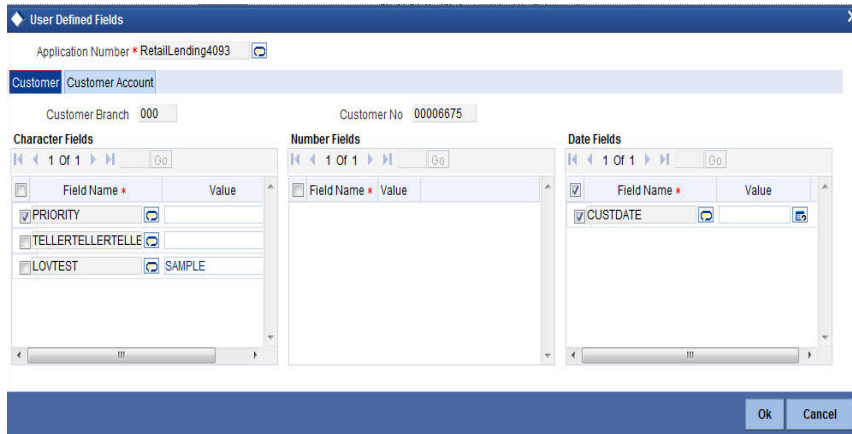 User Defined Fields
Application Number * RetailLending4093
Customer Customer Account
Customer Branch 000 Customer No 00006675
Character Fields Number Fields Date Fields
1 Of 1 Go 1 Of 1 Go 1 Of 1 Go
Field Name * Value Field Name * Value Field Name * Value
PRIORITY CUSTDATE
TELLERTELLERTELLE
LOVTEST SAMPLE
Ok Cancel